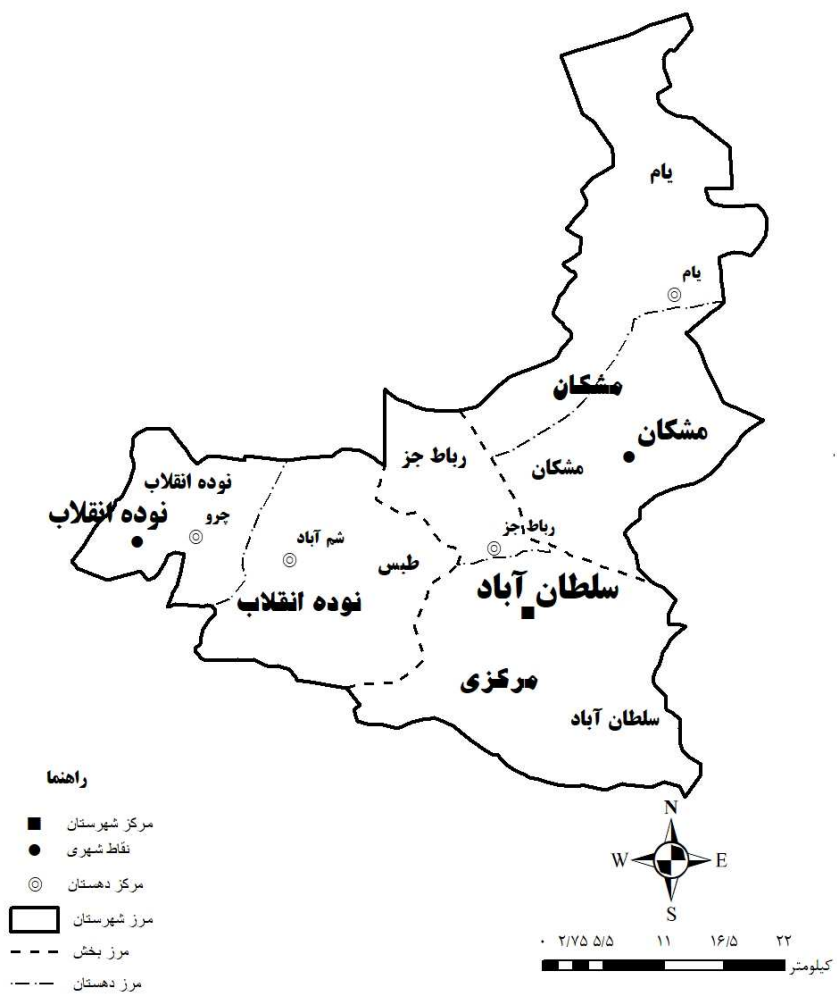 یام
یام
مشکان
مشکان
رباط جز
مشکان
نوده انقلاب
نوده انقلاب
چرو
رباط جز
شم آباد
طبس
سلطان آباد
نوده انقلاب
مرکزی
سلطان آباد
راهنما
مرکز شهرستان
نقاط شهری
مرکز دهستان
مرز شهرستان
مرز بخش
مرز دهستان
N
W E
S
۰ ۲/۷۵ ۵/۵ ۱۱ ۱۶/۵ ۲۲
کیلومتر